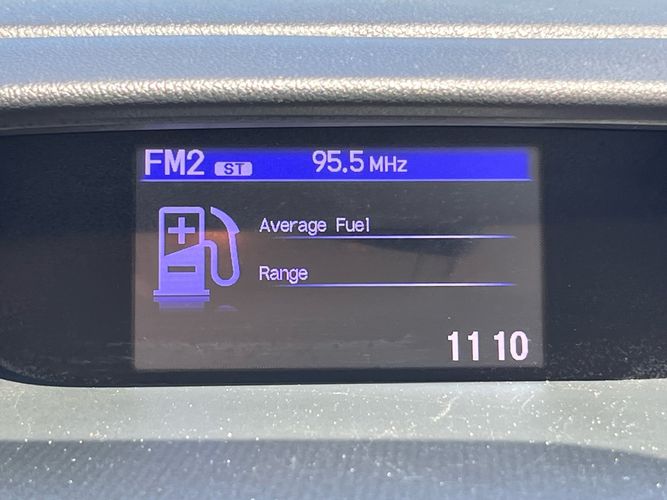 FM2 ST 95.5 MHz
Average Fuel
Range
11 10